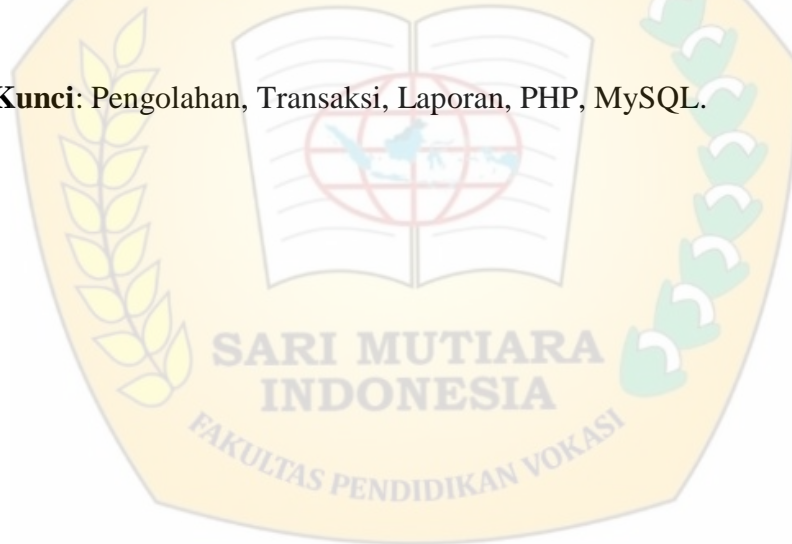 Kunci: Pengolahan, Transaksi, Laporan, PHP, MySQL.
SARI MUTIARA
INDONESIA
FAKULTAS PENDIDIKAN VOKASI